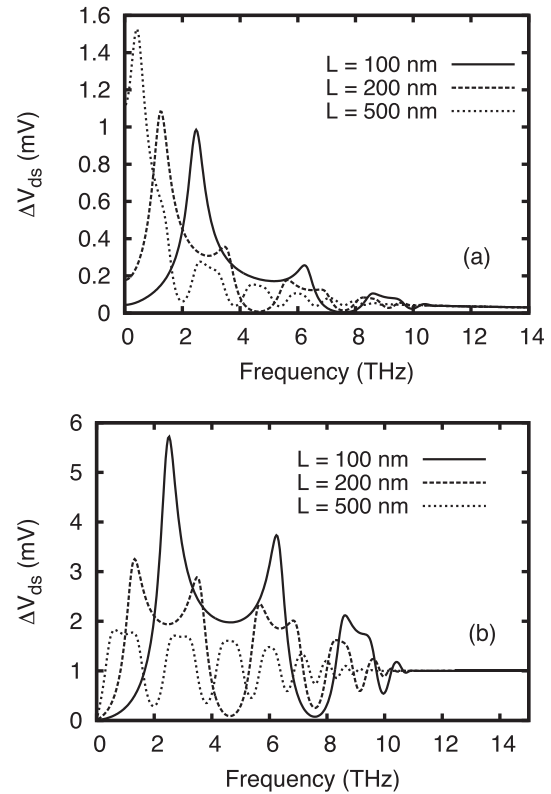 1.6
1.4
1.2
1
0.8
0.6
0.4
0.2
0
ΔV_ds (mV)
L = 100 nm
L = 200 nm
L = 500 nm
(a)
0 2 4 6 8 10 12 14
Frequency (THz)
6
5
4
3
2
1
0
ΔV_ds (mV)
L = 100 nm
L = 200 nm
L = 500 nm
(b)
0 2 4 6 8 10 12 14
Frequency (THz)